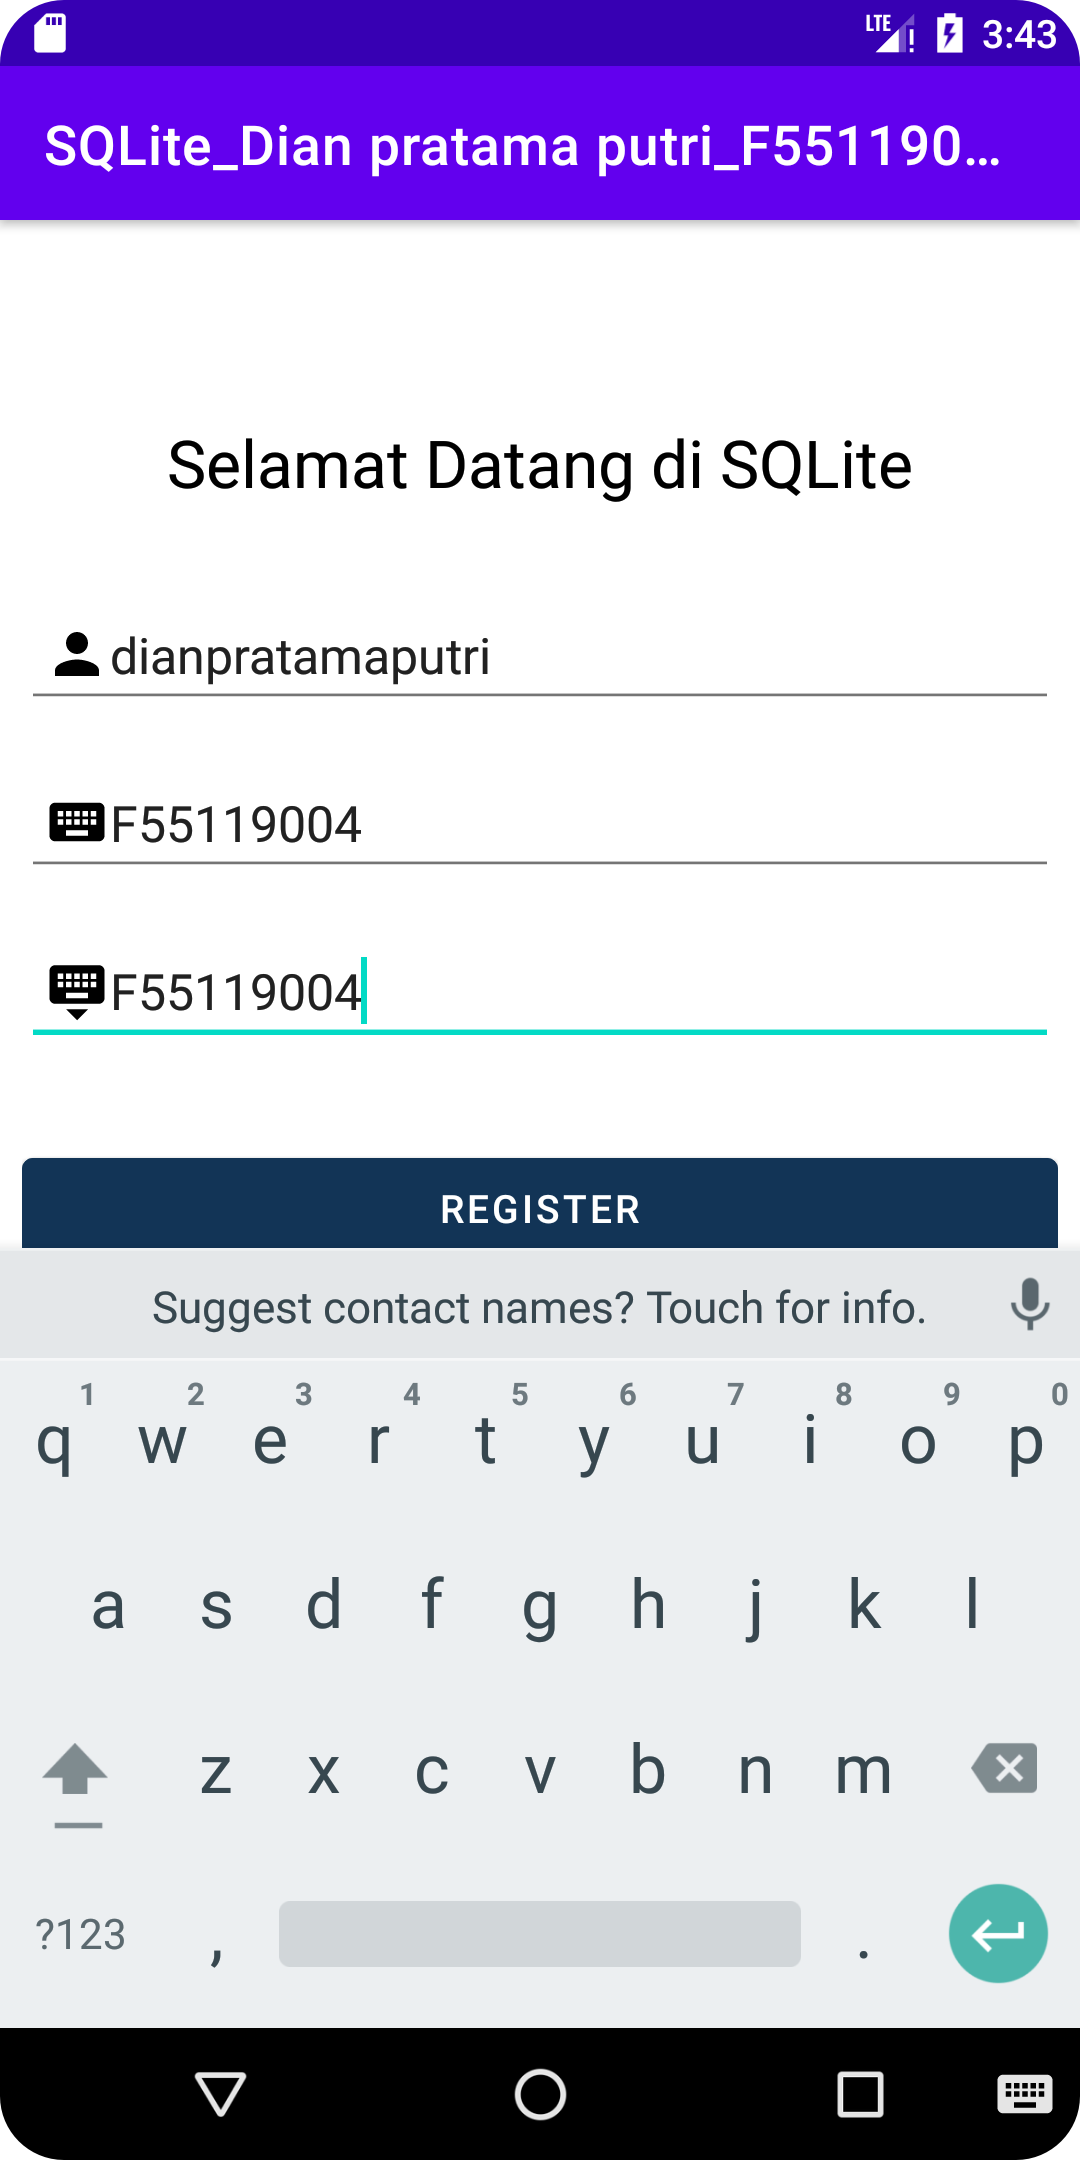 LTE ! 3:43
SQLite_Dian pratama putri_F551190...
Selamat Datang di SQLite
dianpratamaputri
F55119004
F55119004
REGISTER
Suggest contact names? Touch for info.
1 2 3 4 5 6 7 8 9 0
q w e r t y u i o p
a s d f g h j k l
z x c v b n m
?123 , .